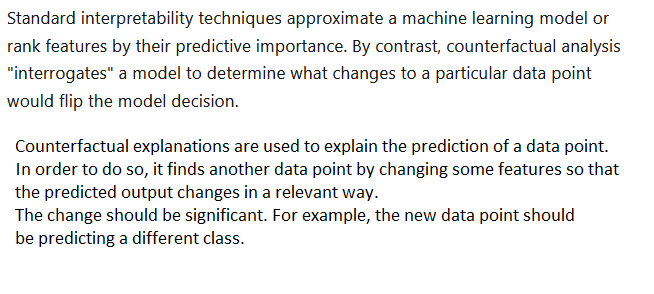 Standard interpretability techniques approximate a machine learning model or
rank features by their predictive importance. By contrast, counterfactual analysis
"interrogates" a model to determine what changes to a particular data point
would flip the model decision.
Counterfactual explanations are used to explain the prediction of a data point.
In order to do so, it finds another data point by changing some features so that
the predicted output changes in a relevant way.
The change should be significant. For example, the new data point should
be predicting a different class.